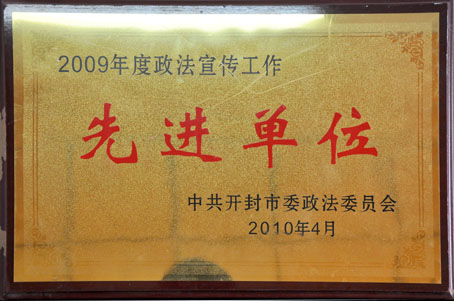 2009年度政法宣传工作
先进单位
中共开封市委政法委员会
2010年4月